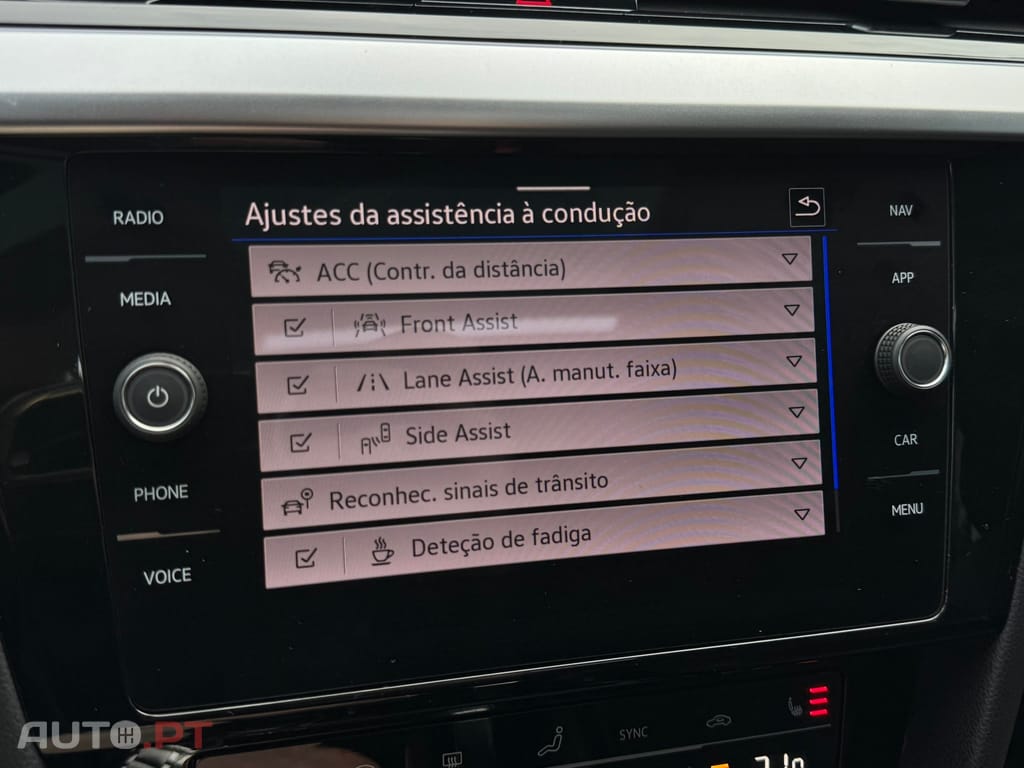 RADIO
MEDIA
PHONE
VOICE
Ajustes da assistência à condução
ACC (Contr. da distância)
Front Assist
Lane Assist (A. manut. faixa)
Side Assist
Reconhec. sinais de trânsito
Deteção de fadiga
NAV
APP
CAR
MENU
SYNC
AUTO.PT